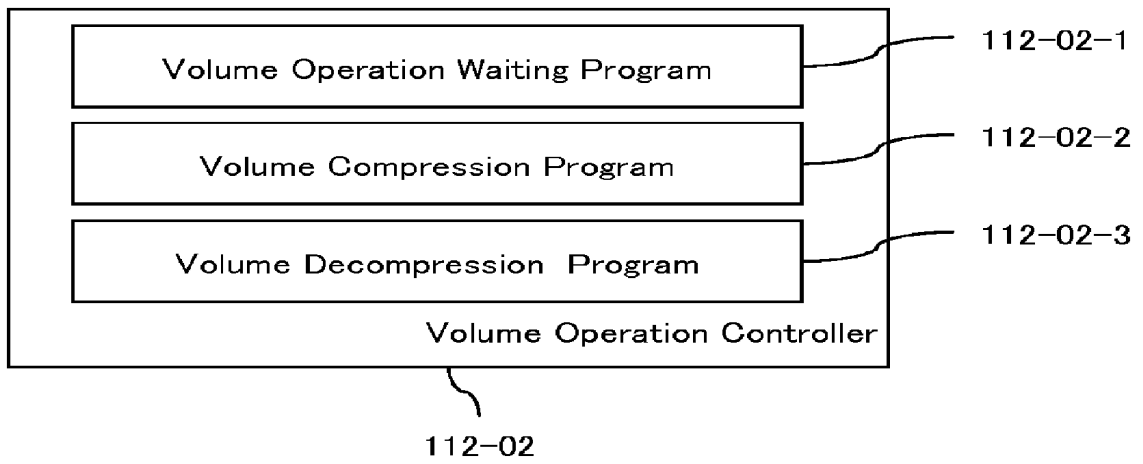 Volume Operation Waiting Program
112-02-1
Volume Compression Program
112-02-2
Volume Decompression Program
112-02-3
Volume Operation Controller
112-02